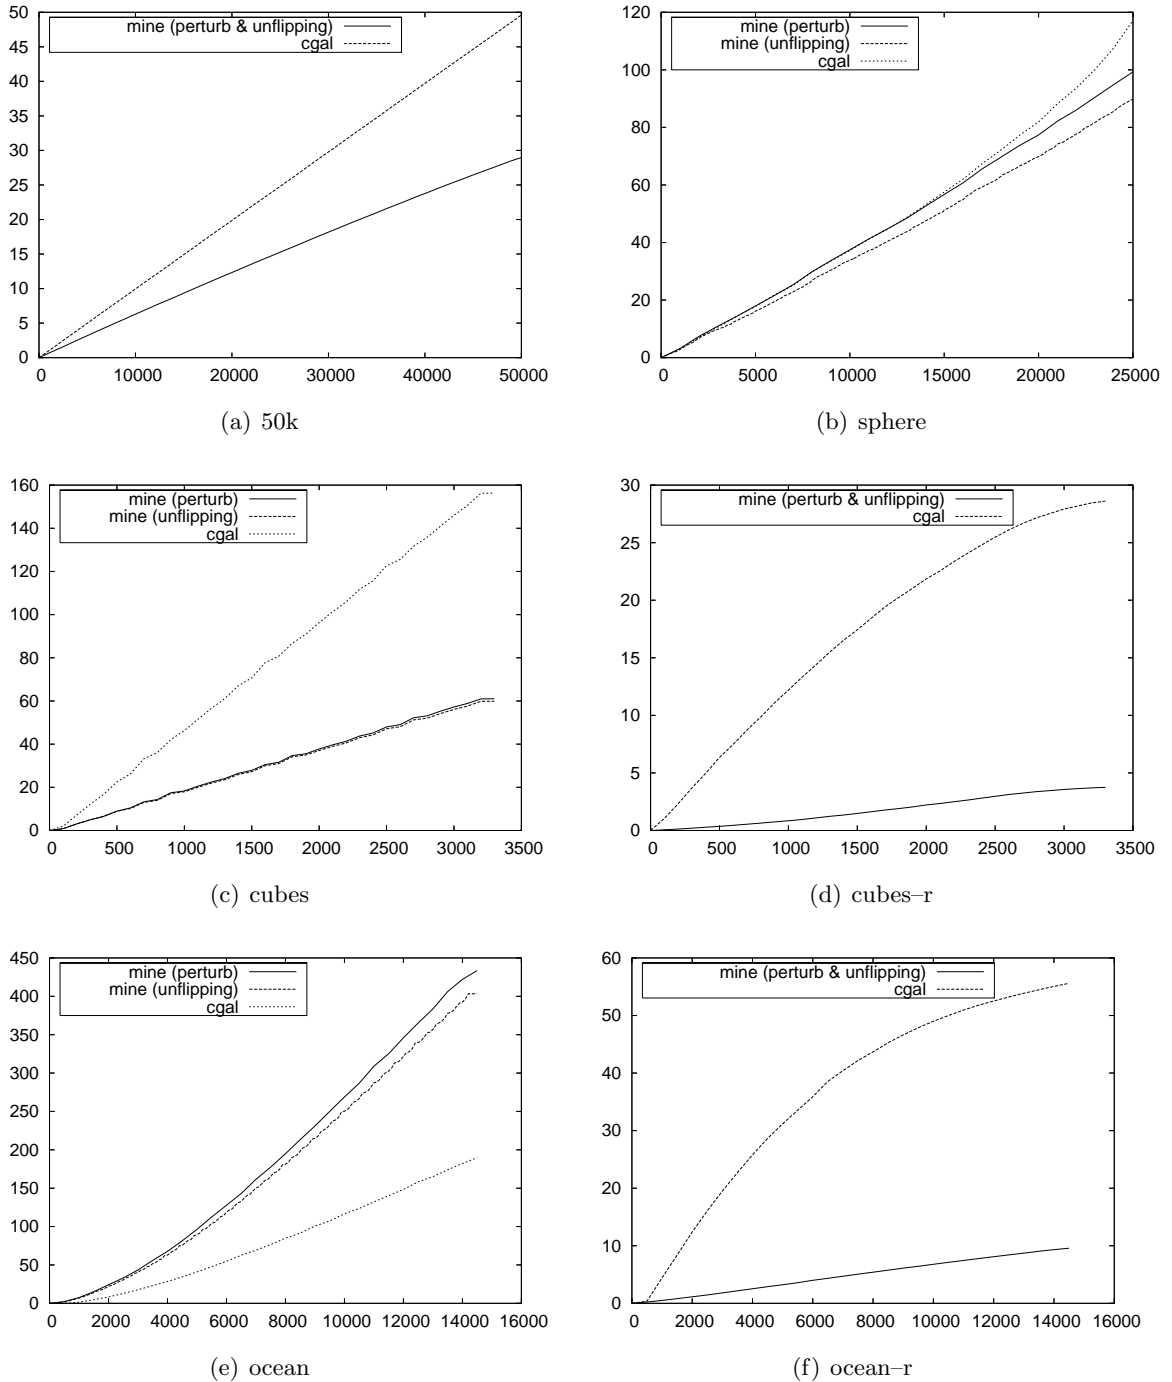 50
45
40
35
30
25
20
15
10
5
0
mine (perturb & unflipping)
cgal
0 10000 20000 30000 40000 50000
(a) 50k
120
100
80
60
40
20
0
mine (perturb)
mine (unflipping)
cgal
0 5000 10000 15000 20000 25000
(b) sphere
160
140
120
100
80
60
40
20
0
mine (perturb)
mine (unflipping)
cgal
0 500 1000 1500 2000 2500 3000 3500
(c) cubes
30
25
20
15
10
5
0
mine (perturb & unflipping)
cgal
0 500 1000 1500 2000 2500 3000 3500
(d) cubes–r
450
400
350
300
250
200
150
100
50
0
mine (perturb)
mine (unflipping)
cgal
0 2000 4000 6000 8000 10000 12000 14000 16000
(e) ocean
60
50
40
30
20
10
0
mine (perturb & unflipping)
cgal
0 2000 4000 6000 8000 10000 12000 14000 16000
(f) ocean–r